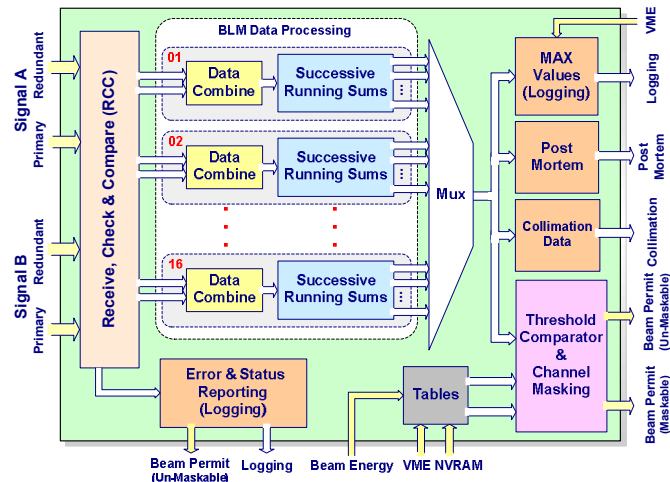 VME
BLM Data Processing
Signal A
Redundant
Primary
Signal B
Redundant
Primary
Receive, Check & Compare (RCC)
01
Data
Combine
Successive
Running Sums
...
02
Data
Combine
Successive
Running Sums
...
16
Data
Combine
Successive
Running Sums
...
Mux
MAX
Values
(Logging)
Logging
Post
Mortem
Post
Mortem
Collimation
Data
Collimation
Threshold
Comparator
&
Channel
Masking
Beam Permit
(Un-Maskable)
Beam Permit
(Maskable)
Error & Status
Reporting
(Logging)
Tables
Beam Permit
(Un-Maskable)
Logging
Beam Energy
VME
NVRAM